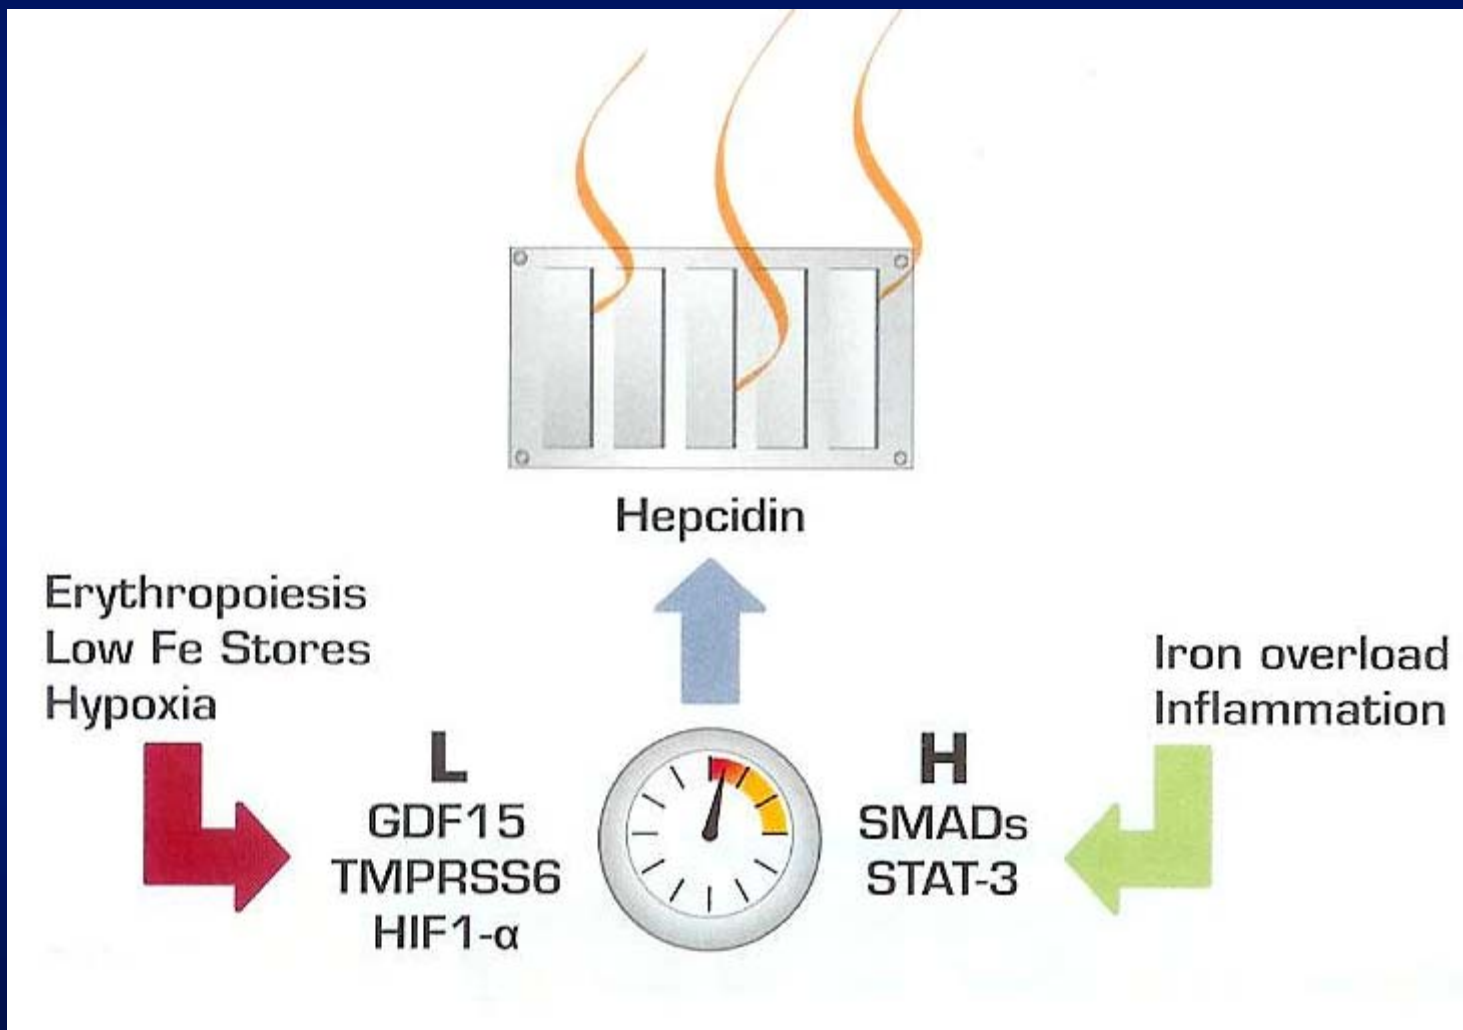 Hepcidin
Erythropoiesis
Low Fe Stores
Hypoxia
Iron overload
Inflammation
L
GDF15
TMPRSS6
HIF1-α
H
SMADs
STAT-3